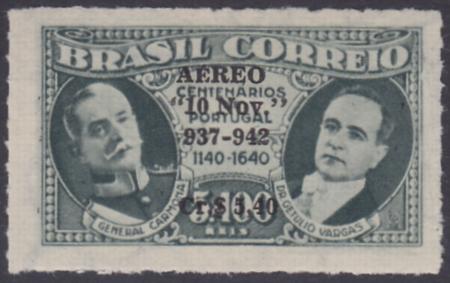 BRASIL CORREIO
AÉREO
CENTENARIOS
"10 Nov."
PORTUGAL
937-942
1140·1640
Cr.$ 5,40
REIS
GENERAL CARMONA
DR GETULIO VARGAS